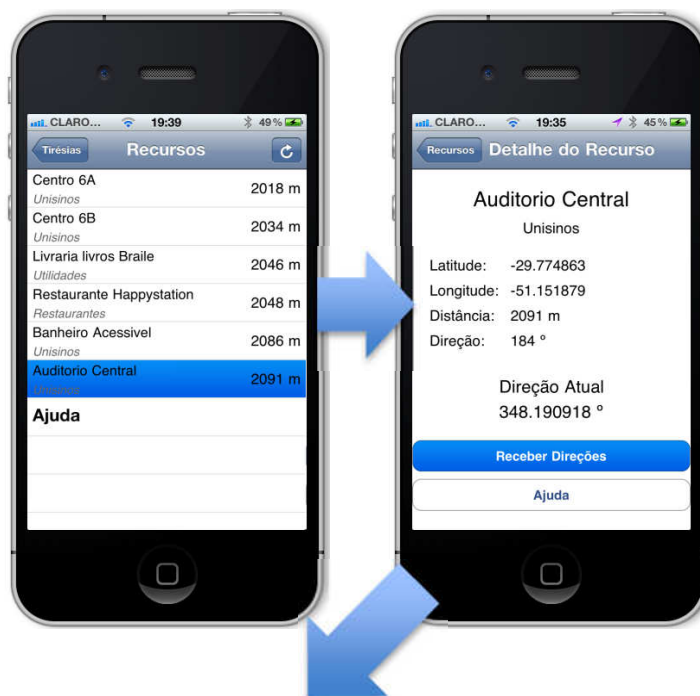 CLARO... 19:39 49%
Tirésias Recursos
Centro 6A
Unisinos 2018 m
Centro 6B
Unisinos 2034 m
Livraria livros Braile
Utilidades 2046 m
Restaurante Happystation
Restaurantes 2048 m
Banheiro Acessivel
Unisinos 2086 m
Auditorio Central
Unisinos 2091 m
Ajuda
CLARO... 19:35 45%
Recursos Detalhe do Recurso
Auditorio Central
Unisinos
Latitude: -29.774863
Longitude: -51.151879
Distância: 2091 m
Direção: 184 º
Direção Atual
348.190918 º
Receber Direções
Ajuda